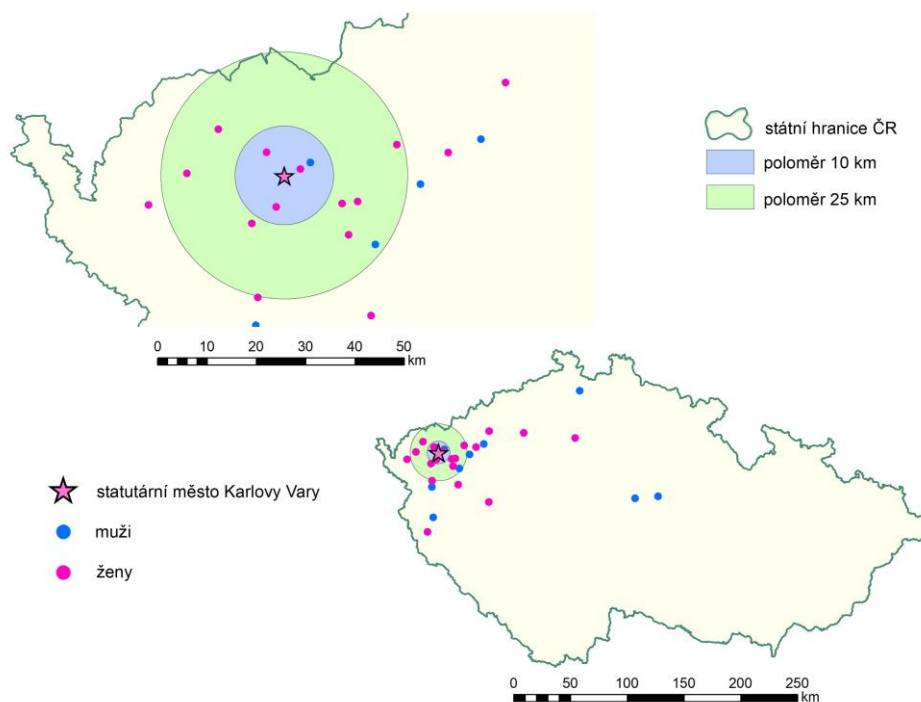 státní hranice ČR
poloměr 10 km
poloměr 25 km
0 10 20 30 40 50
km
statutární město Karlovy Vary
muži
ženy
0 50 100 150 200 250
km